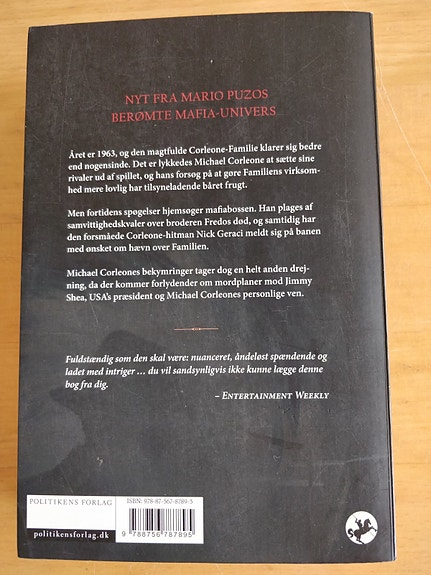 NYT FRA MARIO PUZOS
BERØMTE MAFIA-UNIVERS
Året er 1963, og den magtfulde Corleone-Familie klarer sig bedre
end nogensinde. Det er lykkedes Michael Corleone at sætte sine
rivaler ud af spillet, og hans forsøg på at gøre Familiens virksom-
hed mere lovlig har tilsyneladende båret frugt.
Men fortidens spøgelser hjemsøger mafiabossen. Han plages af
samvittighedskvaler over broderen Fredos død, og samtidig har
den forsmåede Corleone-hitman Nick Geraci meldt sig på banen
med ønsket om hævn over Familien.
Michael Corleones bekymringer tager dog en helt anden drej-
ning, da der kommer forlydender om mordplaner mod Jimmy
Shea, USA's præsident og Michael Corleones personlige ven.
Fuldstændig som den skal være: nuanceret, åndeløst spændende og
ladet med intriger … du vil sandsynligvis ikke kunne lægge denne
bog fra dig.
– ENTERTAINMENT WEEKLY
POLITIKENS FORLAG
politikensforlag.dk
ISBN: 978-87-567-8789-5
9 788756 787895